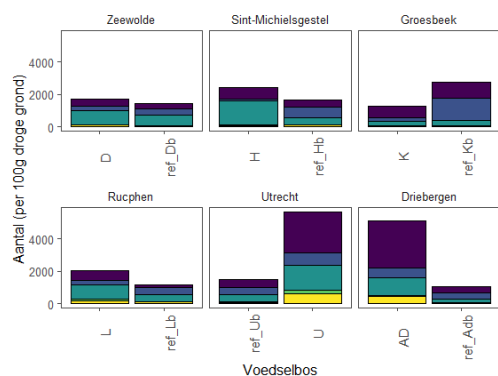 Zeewolde Sint-Michielsgestel Groesbeek
4000
2000
0
D ref_Db H ref_Hb K ref_Kb
Aantal (per 100g droge grond)
Rucphen Utrecht Driebergen
4000
2000
0
L ref_Lb ref_Ub U AD ref_Adb
Voedselbos